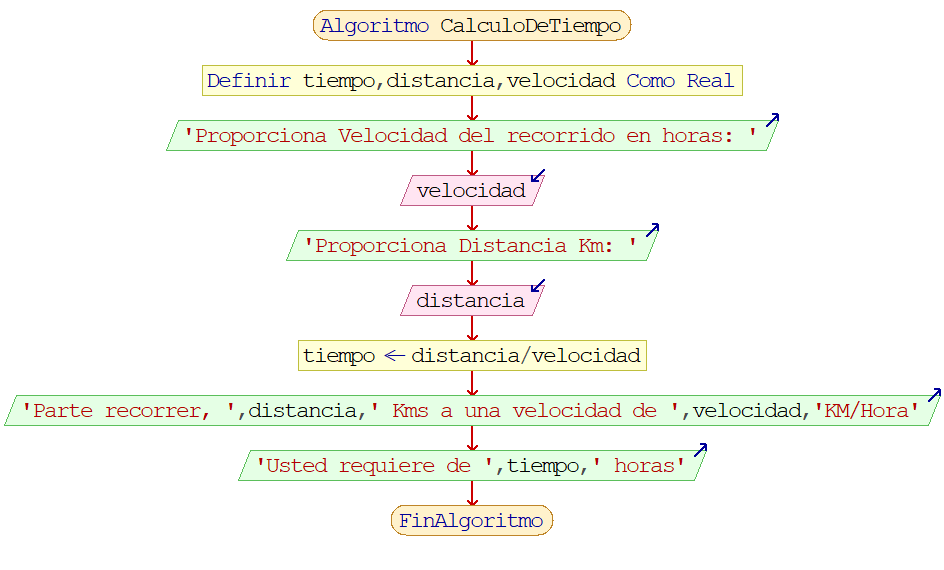 Algoritmo CalculoDeTiempo
Definir tiempo,distancia,velocidad Como Real
'Proporciona Velocidad del recorrido en horas: '
velocidad
'Proporciona Distancia Km: '
distancia
tiempo ← distancia/velocidad
'Parte recorrer, ',distancia,' Kms a una velocidad de ',velocidad,'KM/Hora'
'Usted requiere de ',tiempo,' horas'
FinAlgoritmo